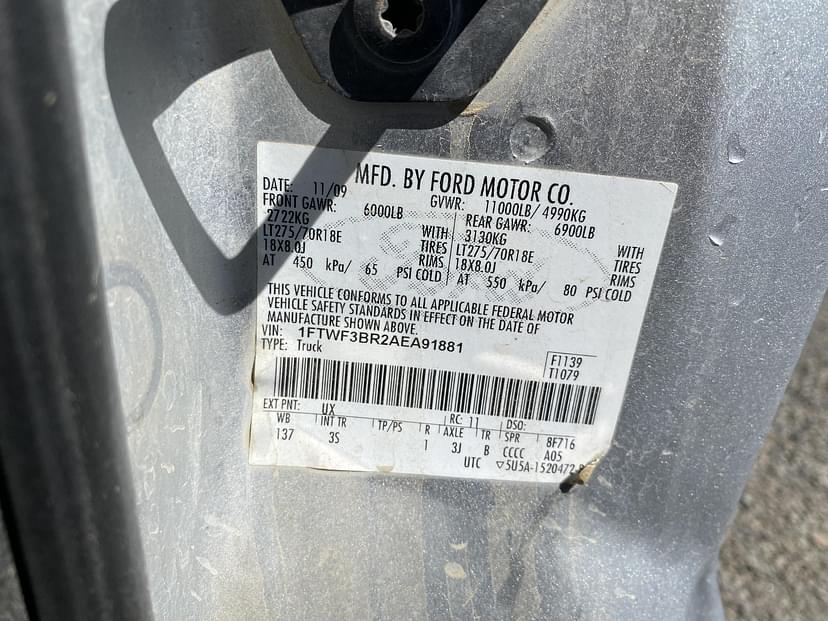 MFD. BY FORD MOTOR CO.
DATE: 11/09 GVWR: 11000LB/ 4990KG
FRONT GAWR: 6000LB REAR GAWR: 6900LB
2722KG WITH 3130KG WITH
LT275/70R18E TIRES LT275/70R18E TIRES
18X8.0J RIMS 18X8.0J RIMS
AT 450 kPa/ 65 PSI COLD AT 550 kPa/ 80 PSI COLD
THIS VEHICLE CONFORMS TO ALL APPLICABLE FEDERAL MOTOR
VEHICLE SAFETY STANDARDS IN EFFECT ON THE DATE OF
MANUFACTURE SHOWN ABOVE.
VIN: 1FTWF3BR2AEA91881
TYPE: Truck
F1139
T1079
EXT PNT: UX RC: 11 DSO:
WB INT TR TP/PS R AXLE TR SPR 8F716
137 3S 1 3J B CCCC A05
UTC ▽5U5A-1520472